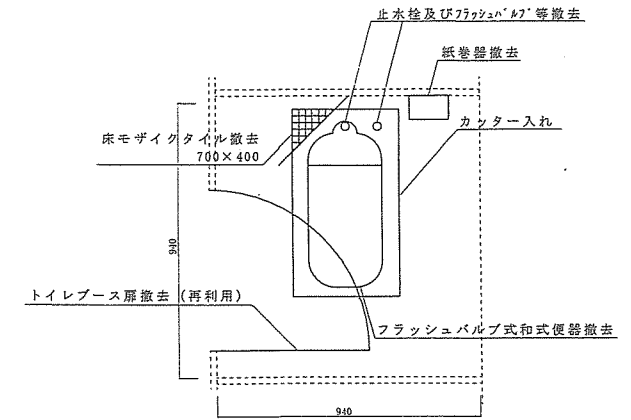 止水栓及びﾌﾗｯｼｭﾊﾞﾙﾌﾞ等撤去
紙巻器撤去
カッター入れ
床モザイクタイル撤去
700×400
940
トイレブース扉撤去（再利用）
フラッシュバルブ式和式便器撤去
940